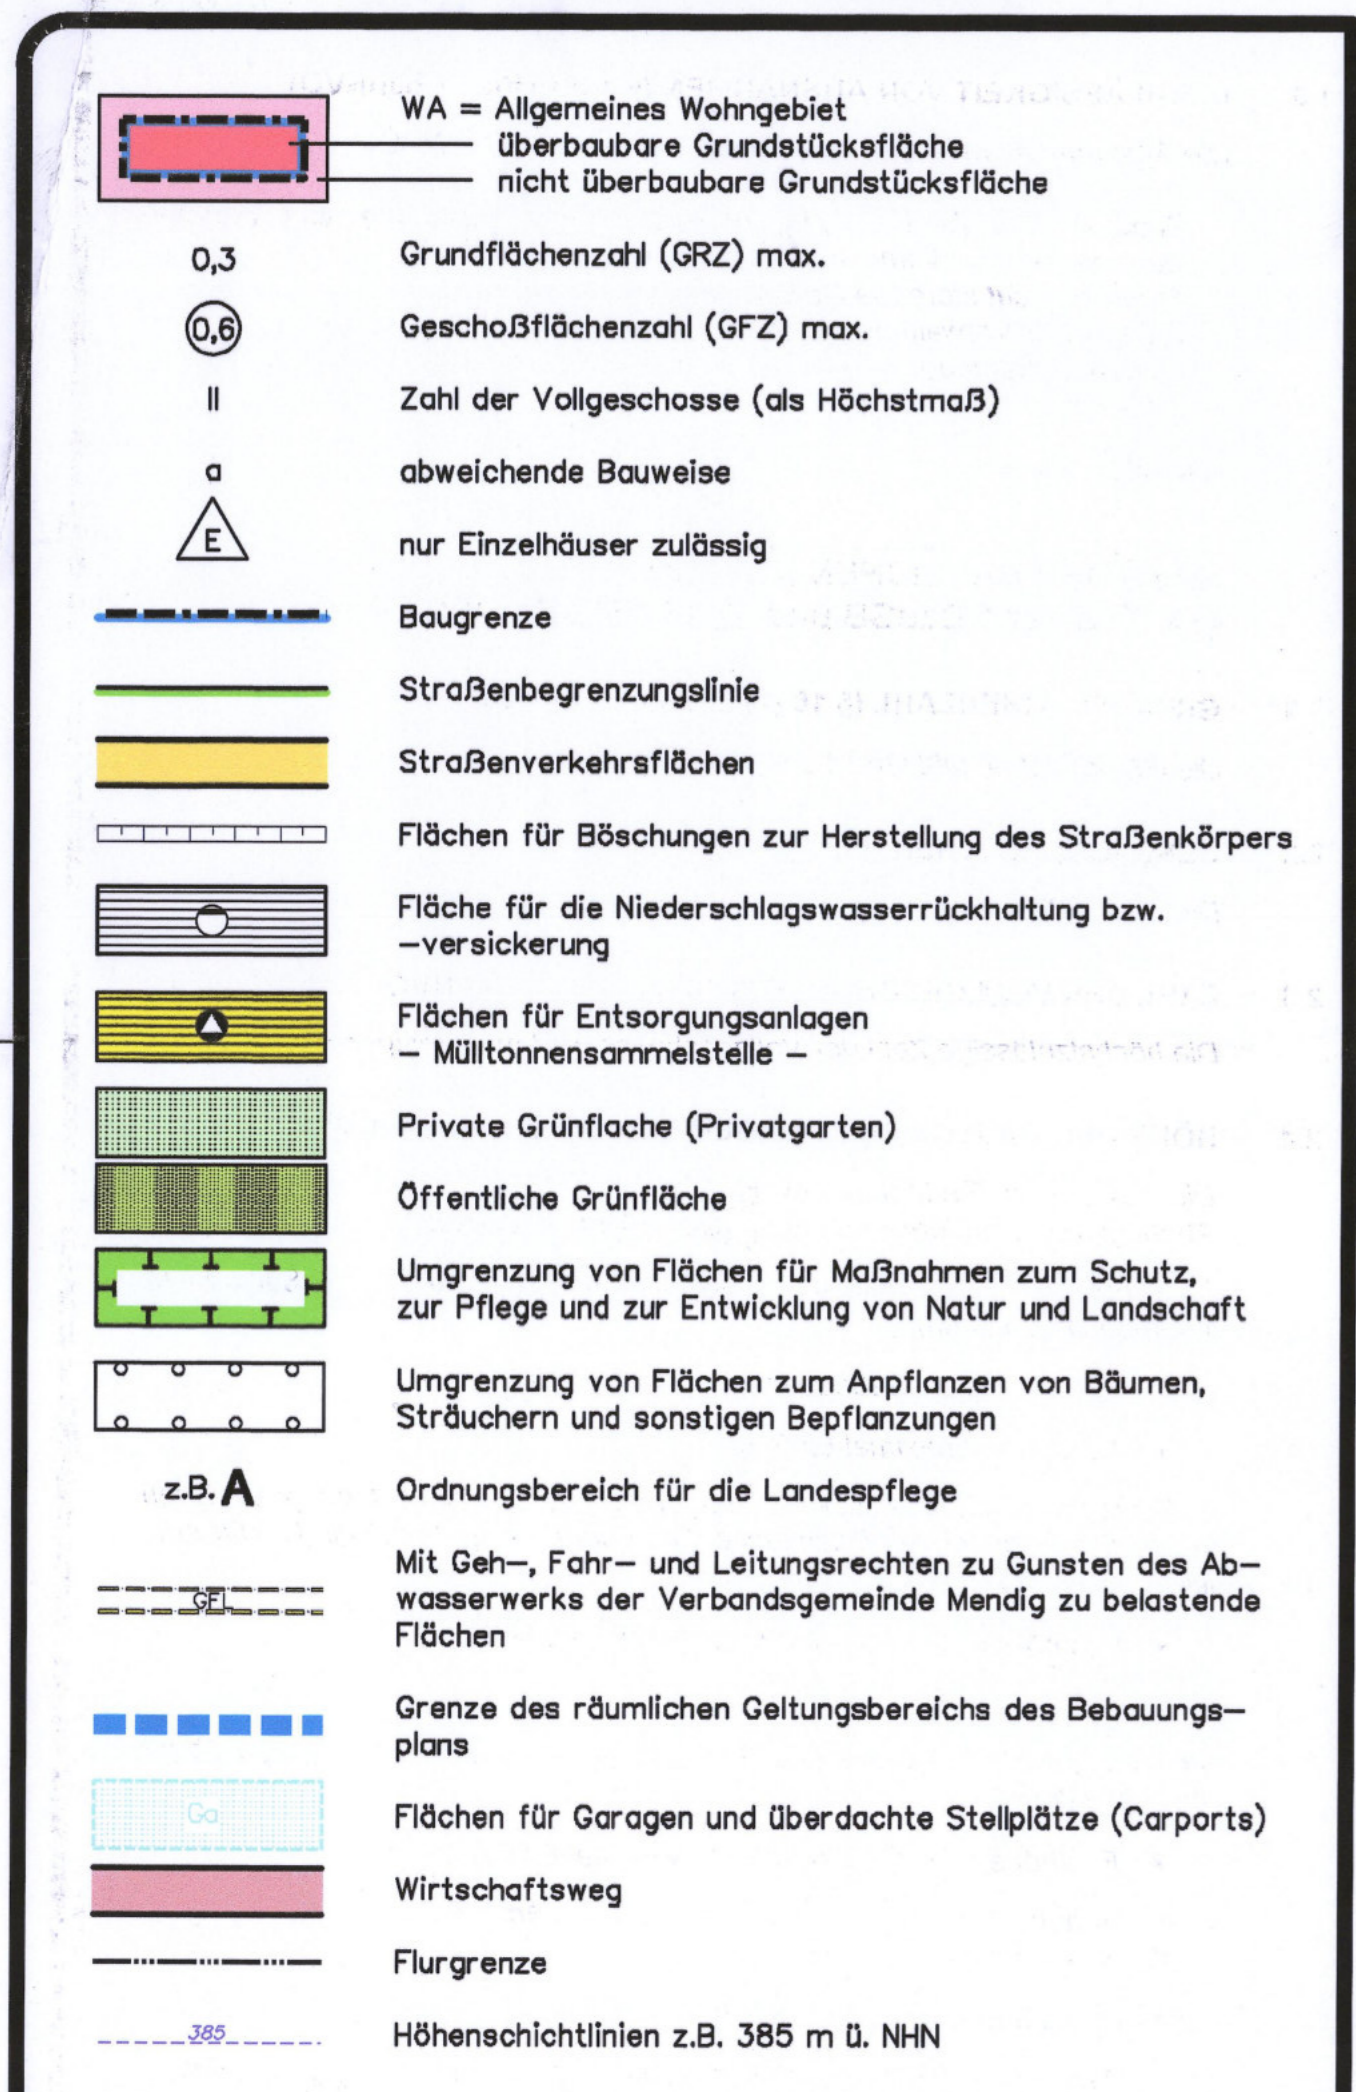 WA = Allgemeines Wohngebiet
überbaubare Grundstücksfläche
nicht überbaubare Grundstücksfläche
0,3 Grundflächenzahl (GRZ) max.
0,6 Geschoßflächenzahl (GFZ) max.
II Zahl der Vollgeschosse (als Höchstmaß)
a abweichende Bauweise
E nur Einzelhäuser zulässig
Baugrenze
Straßenbegrenzungslinie
Straßenverkehrsflächen
Flächen für Böschungen zur Herstellung des Straßenkörpers
Fläche für die Niederschlagswasserrückhaltung bzw.
–versickerung
Flächen für Entsorgungsanlagen
– Mülltonnensammelstelle –
Private Grünflache (Privatgarten)
Öffentliche Grünfläche
Umgrenzung von Flächen für Maßnahmen zum Schutz,
zur Pflege und zur Entwicklung von Natur und Landschaft
Umgrenzung von Flächen zum Anpflanzen von Bäumen,
Sträuchern und sonstigen Bepflanzungen
z.B. A Ordnungsbereich für die Landespflege
Mit Geh–, Fahr– und Leitungsrechten zu Gunsten des Ab–
GFL wasserwerks der Verbandsgemeinde Mendig zu belastende
Flächen
Grenze des räumlichen Geltungsbereichs des Bebauungs–
plans
Ga Flächen für Garagen und überdachte Stellplätze (Carports)
Wirtschaftsweg
Flurgrenze
385 Höhenschichtlinien z.B. 385 m ü. NHN